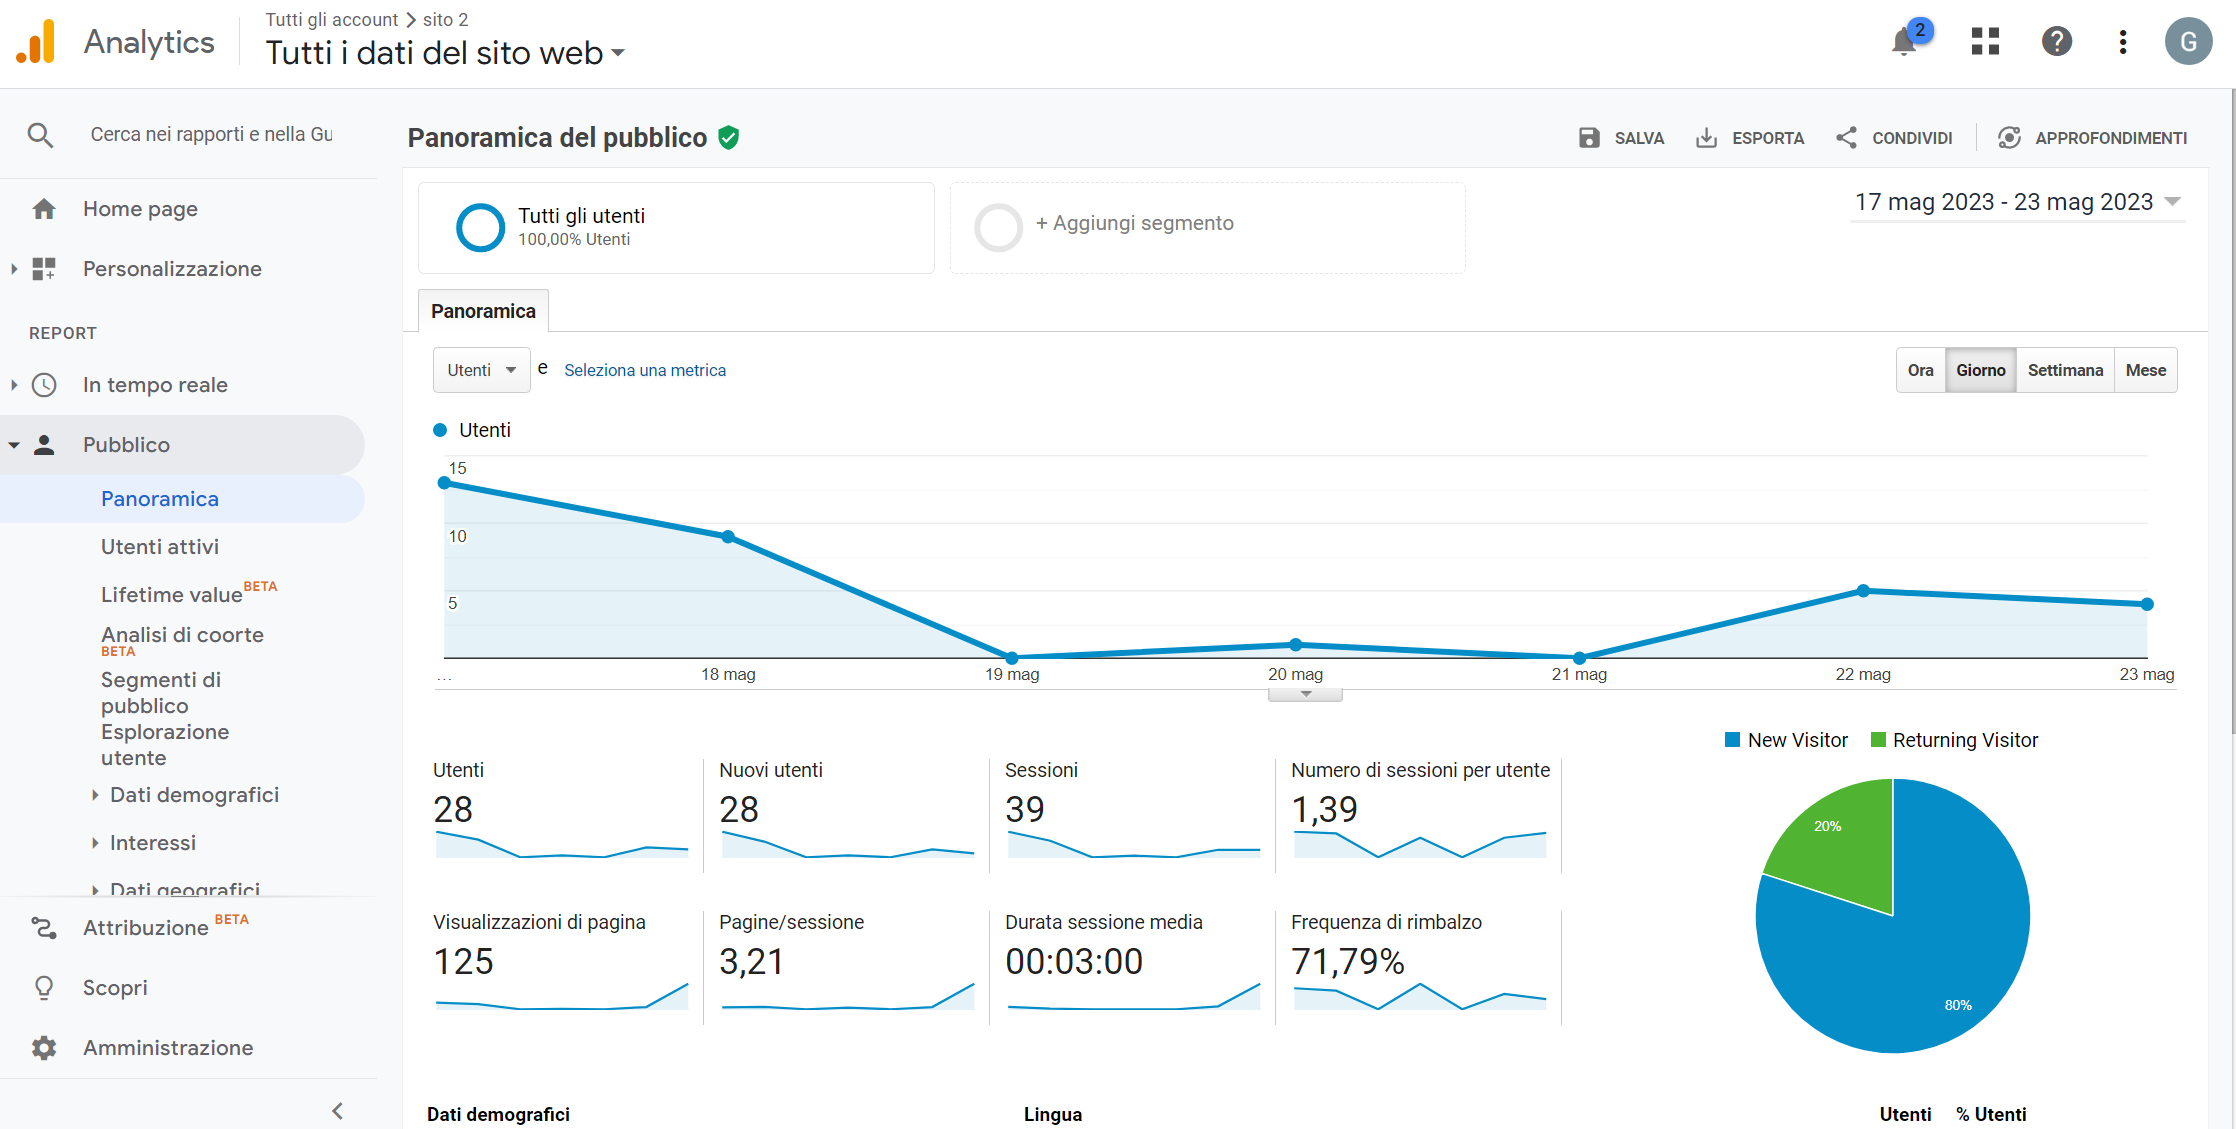 Analytics
Tutti gli account > sito 2
Tutti i dati del sito web
2
G
Cerca nei rapporti e nella Gu
Home page
Personalizzazione
REPORT
In tempo reale
Pubblico
Panoramica
Utenti attivi
Lifetime value BETA
Analisi di coorte
BETA
Segmenti di
pubblico
Esplorazione
utente
Dati demografici
Interessi
Dati geografici
Attribuzione BETA
Scopri
Amministrazione
Panoramica del pubblico
SALVA
ESPORTA
CONDIVIDI
APPROFONDIMENTI
Tutti gli utenti
100,00% Utenti
+ Aggiungi segmento
17 mag 2023 - 23 mag 2023
Panoramica
Utenti e Seleziona una metrica
Ora Giorno Settimana Mese
Utenti
15
10
5
... 18 mag 19 mag 20 mag 21 mag 22 mag 23 mag
Utenti
28
Nuovi utenti
28
Sessioni
39
Numero di sessioni per utente
1,39
Visualizzazioni di pagina
125
Pagine/sessione
3,21
Durata sessione media
00:03:00
Frequenza di rimbalzo
71,79%
New Visitor Returning Visitor
20%
80%
Dati demografici
Lingua
Utenti % Utenti